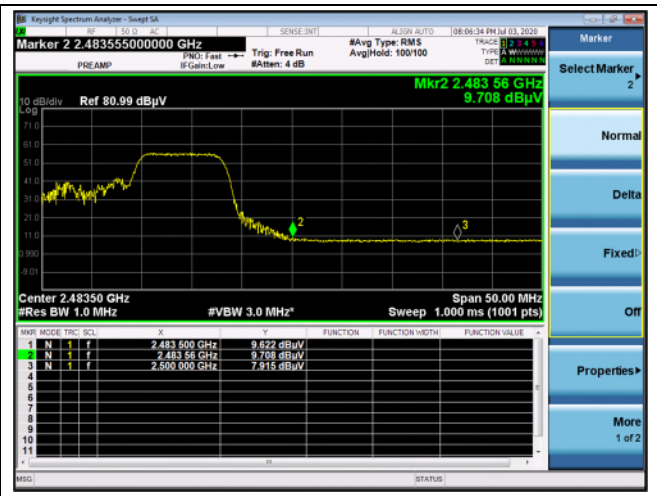 Keysight Spectrum Analyzer - Swept SA
RF 50 Ω AC SENSE:INT ALIGN AUTO 08:06:34 PM Jul 03, 2020
Marker 2 2.483555000000 GHz
PREAMP
PNO: Fast
IFGain:Low
Trig: Free Run
#Atten: 4 dB
#Avg Type: RMS
Avg|Hold: 100/100
TRACE 1 2 3 4 5 6
TYPE
DET A N N N N N
Mkr2 2.483 56 GHz
9.708 dBµV
10 dB/div Ref 80.99 dBµV
Log
71.0
61.0
51.0
41.0
31.0
21.0
11.0
0.990
-9.01
2
3
Center 2.48350 GHz Span 50.00 MHz
#Res BW 1.0 MHz #VBW 3.0 MHz* Sweep 1.000 ms (1001 pts)
MKR MODE TRC SCL X Y FUNCTION FUNCTION WIDTH FUNCTION VALUE
1 N 1 f 2.483 500 GHz 9.622 dBµV
2 N 1 f 2.483 56 GHz 9.708 dBµV
3 N 1 f 2.500 000 GHz 7.915 dBµV
4
5
6
7
8
9
10
11
MSG STATUS
Marker
Select Marker
2
Normal
Delta
Fixed
Off
Properties
More
1 of 2